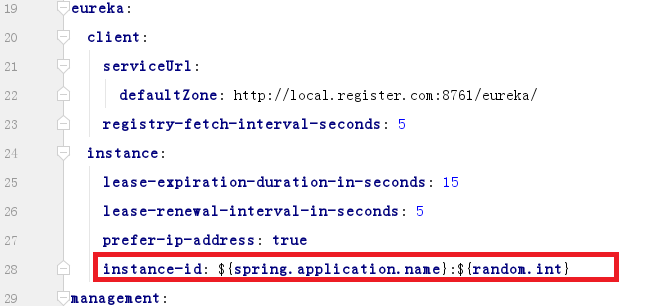 19 eureka:
20 client:
21 serviceUrl:
22 defaultZone: http://local.register.com:8761/eureka/
23 registry-fetch-interval-seconds: 5
24 instance:
25 lease-expiration-duration-in-seconds: 15
26 lease-renewal-interval-in-seconds: 5
27 prefer-ip-address: true
28 instance-id: ${spring.application.name}:${random.int}
29 management: